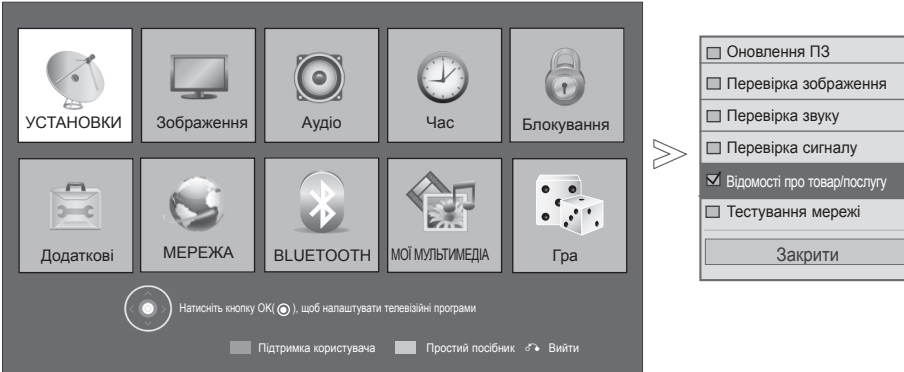 УСТАНОВКИ
Зображення
Аудіо
Час
Блокування
Додаткові
МЕРЕЖА
BLUETOOTH
МОЇ МУЛЬТИМЕДІА
Гра
Натисніть кнопку OK( ), щоб налаштувати телевізійні програми
Підтримка користувача Простий посібник Вийти
Оновлення ПЗ
Перевірка зображення
Перевірка звуку
Перевірка сигналу
Відомості про товар/послугу
Тестування мережі
Закрити